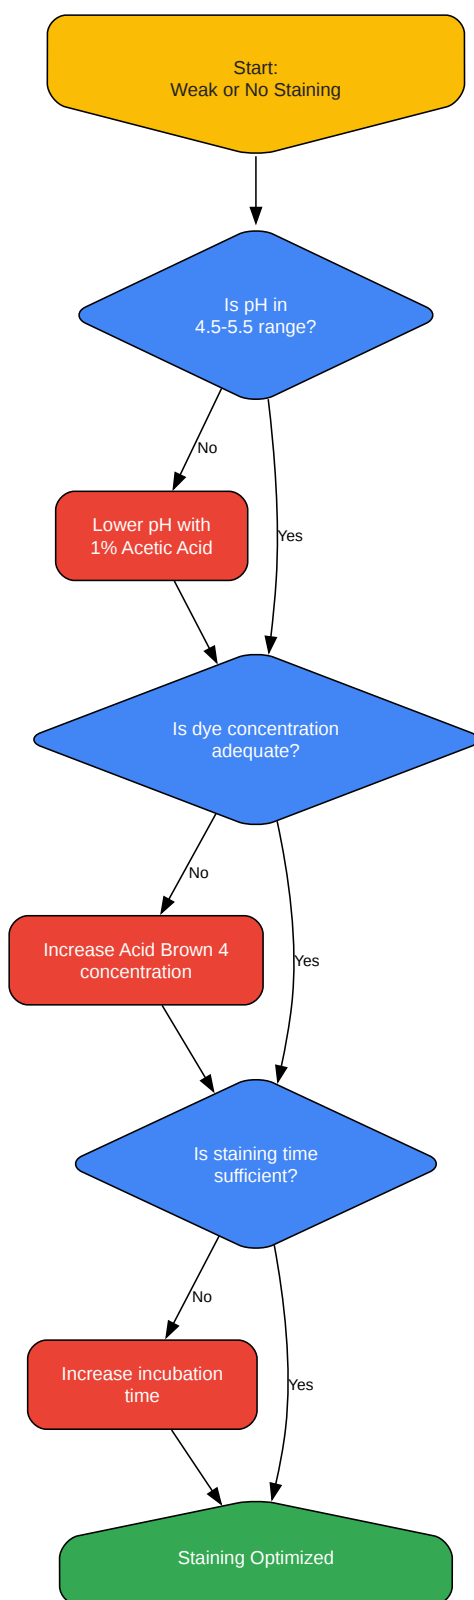 Start:
Weak or No Staining
Is pH in
4.5-5.5 range?
No
Yes
Lower pH with
1% Acetic Acid
Is dye concentration
adequate?
No
Yes
Increase Acid Brown 4
concentration
Is staining time
sufficient?
No
Yes
Increase incubation
time
Staining Optimized